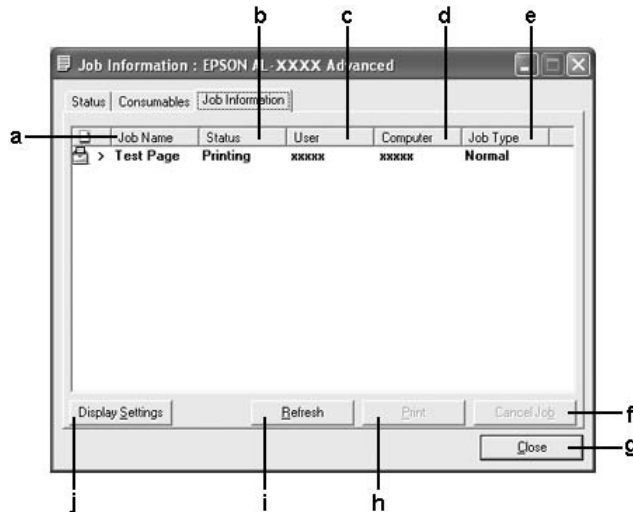 b c d e
Job Information : EPSON AL-XXXX Advanced
Status Consumables Job Information
a Job Name Status User Computer Job Type
> Test Page Printing xxxxx xxxxx Normal
Display Settings Refresh Print Cancel Job f
Close g
j i h